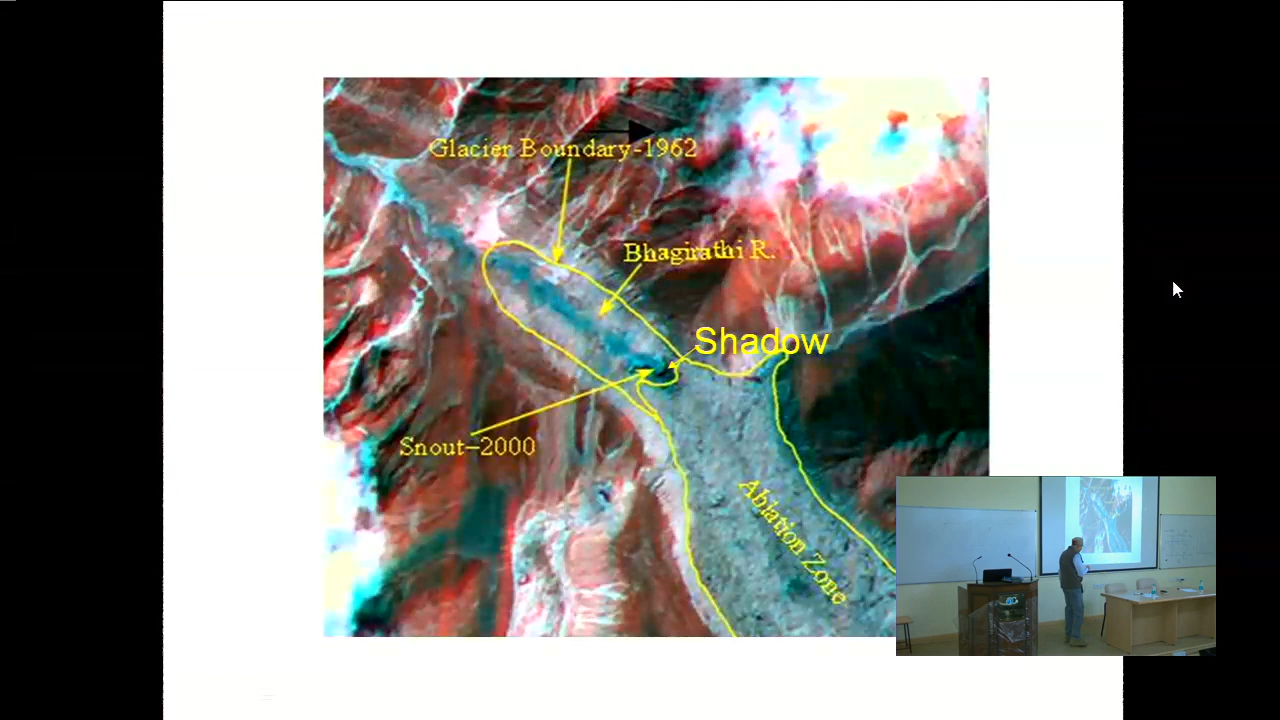 Glacier Boundary-1962
Bhagirathi R.
Shadow
Snout-2000
Ablation Zone